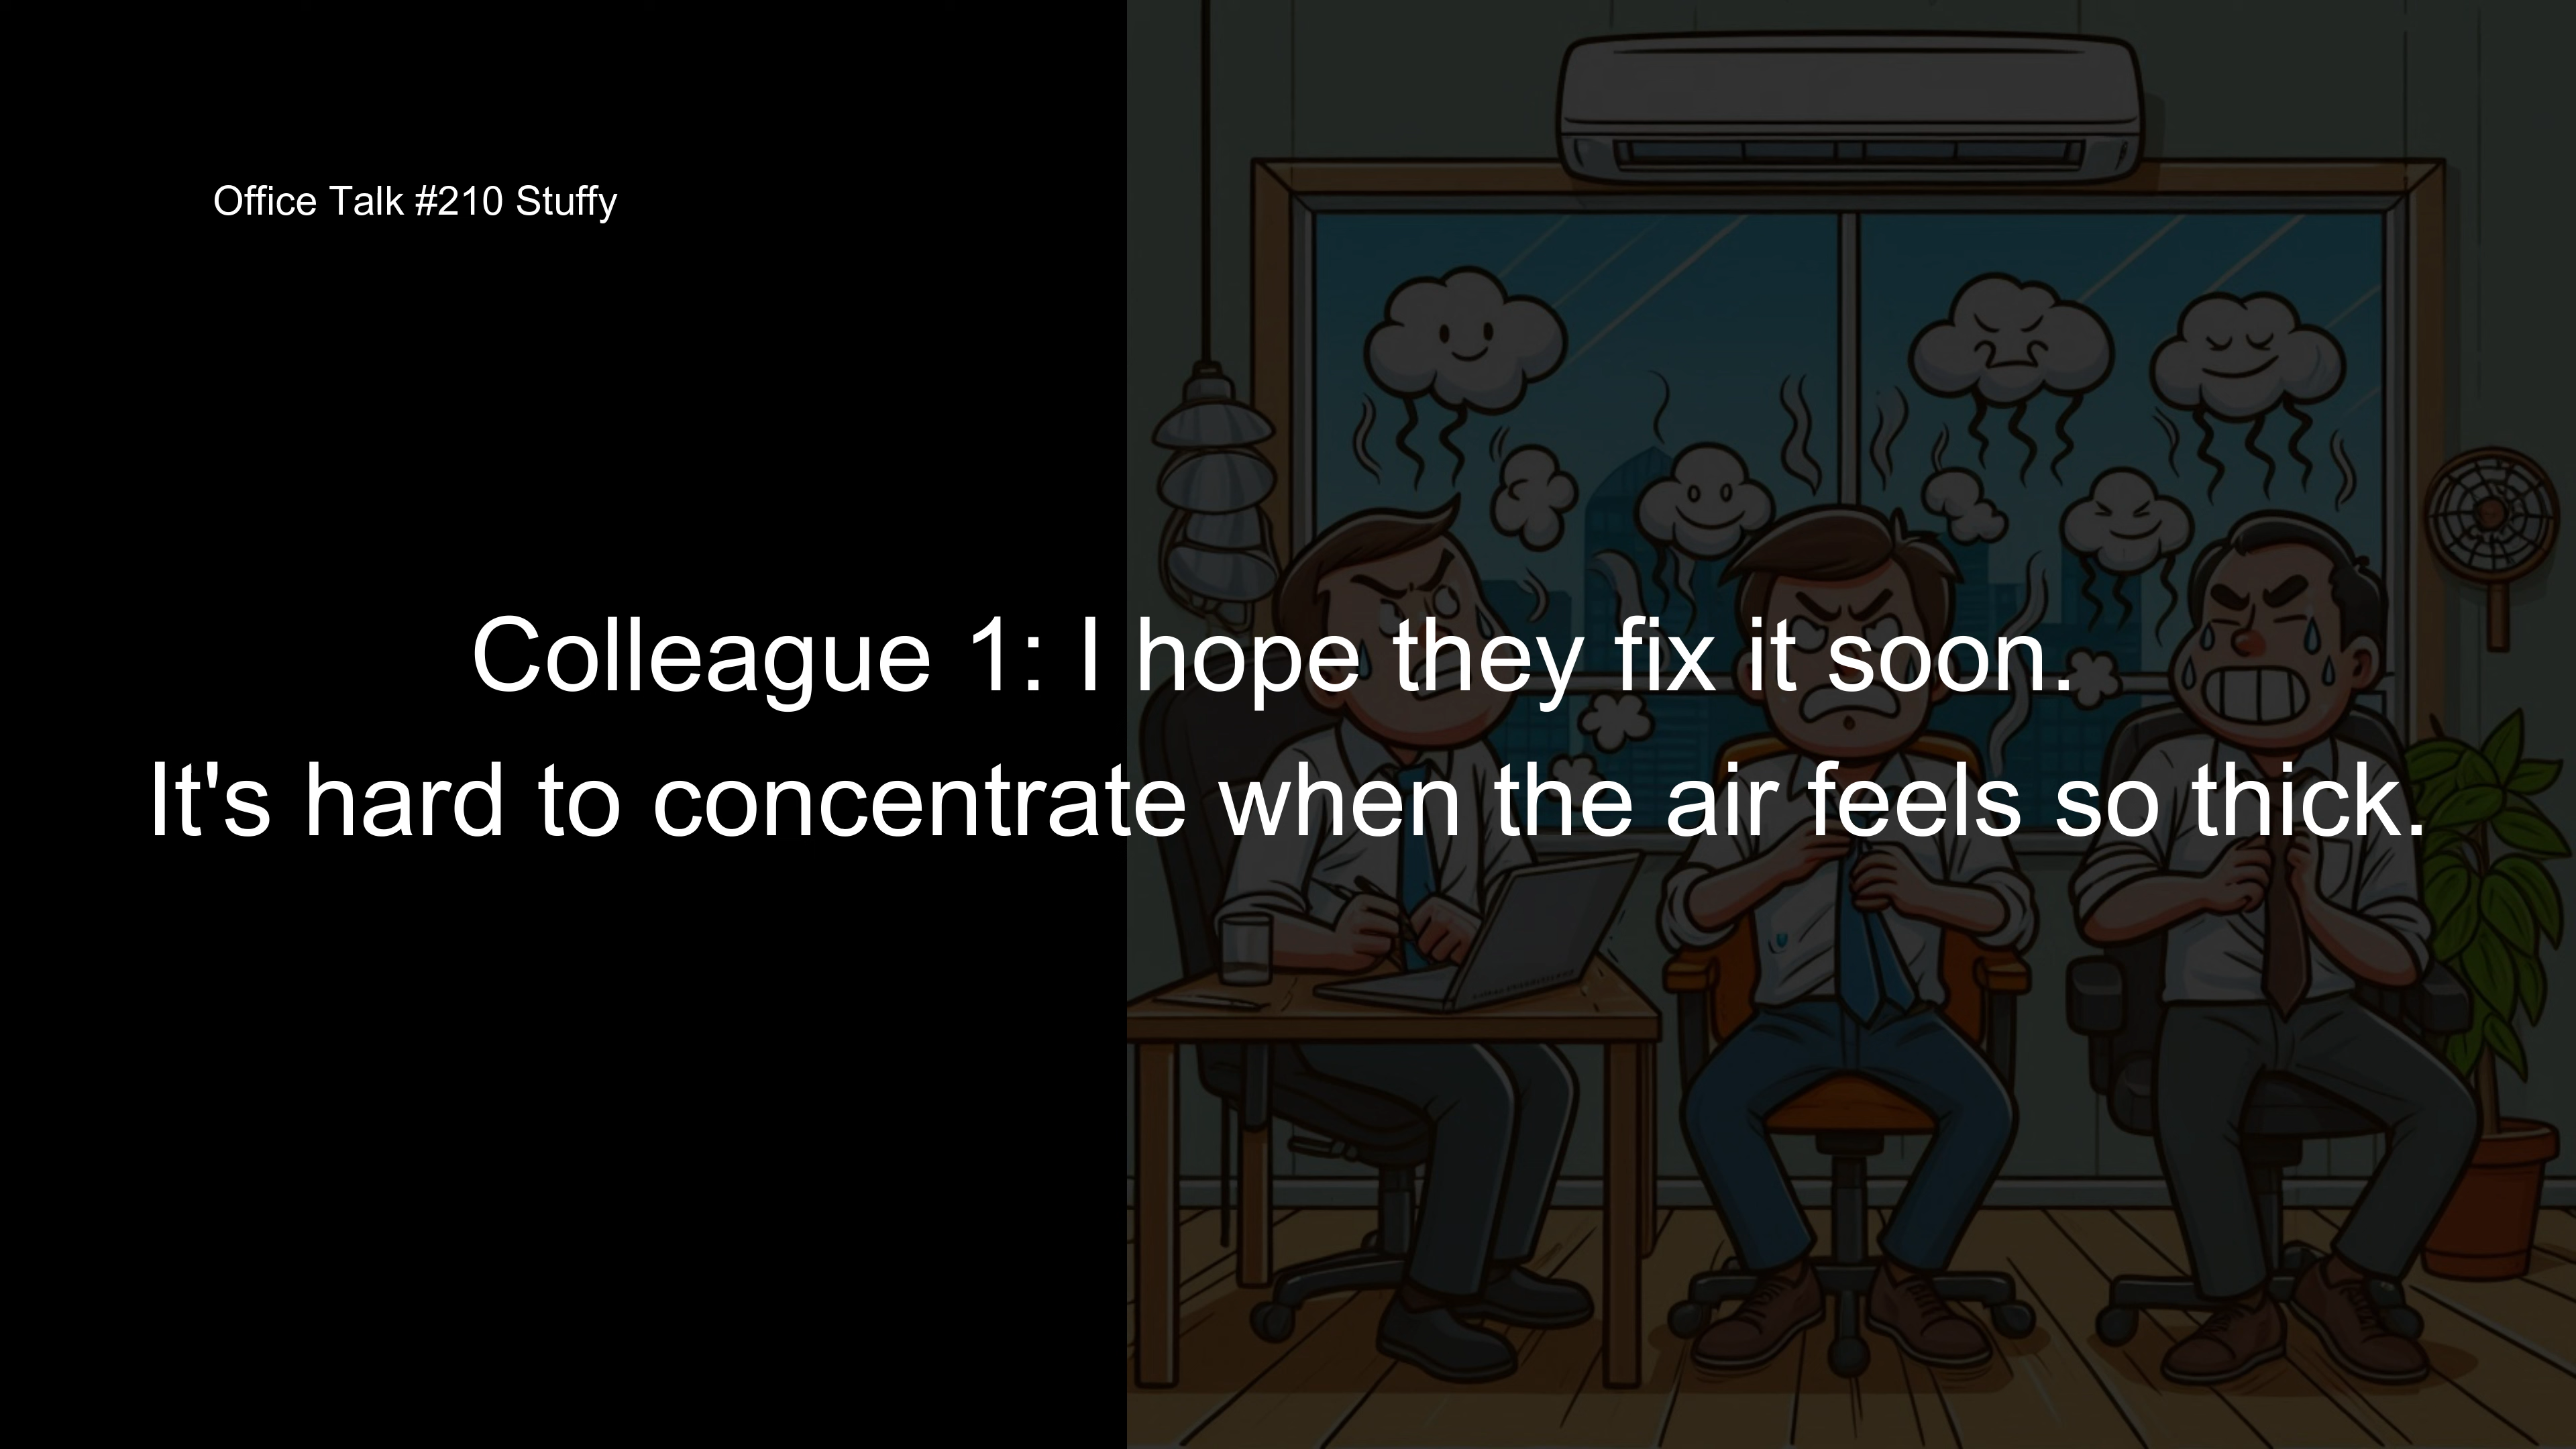 Office Talk #210 Stuffy
Colleague 1: I hope they fix it soon.
It's hard to concentrate when the air feels so thick.